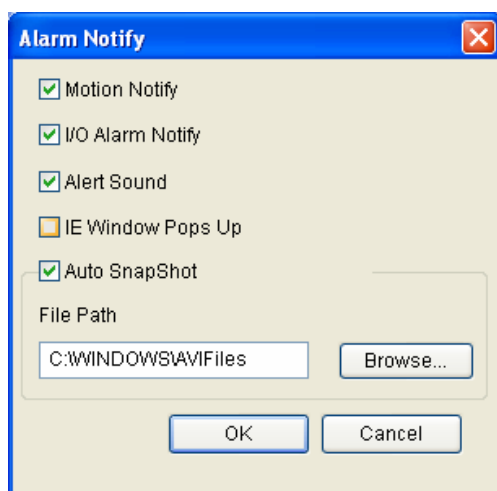 Alarm Notify
Motion Notify
I/O Alarm Notify
Alert Sound
IE Window Pops Up
Auto SnapShot
File Path
C:\WINDOWS\AVIFiles
Browse...
OK
Cancel